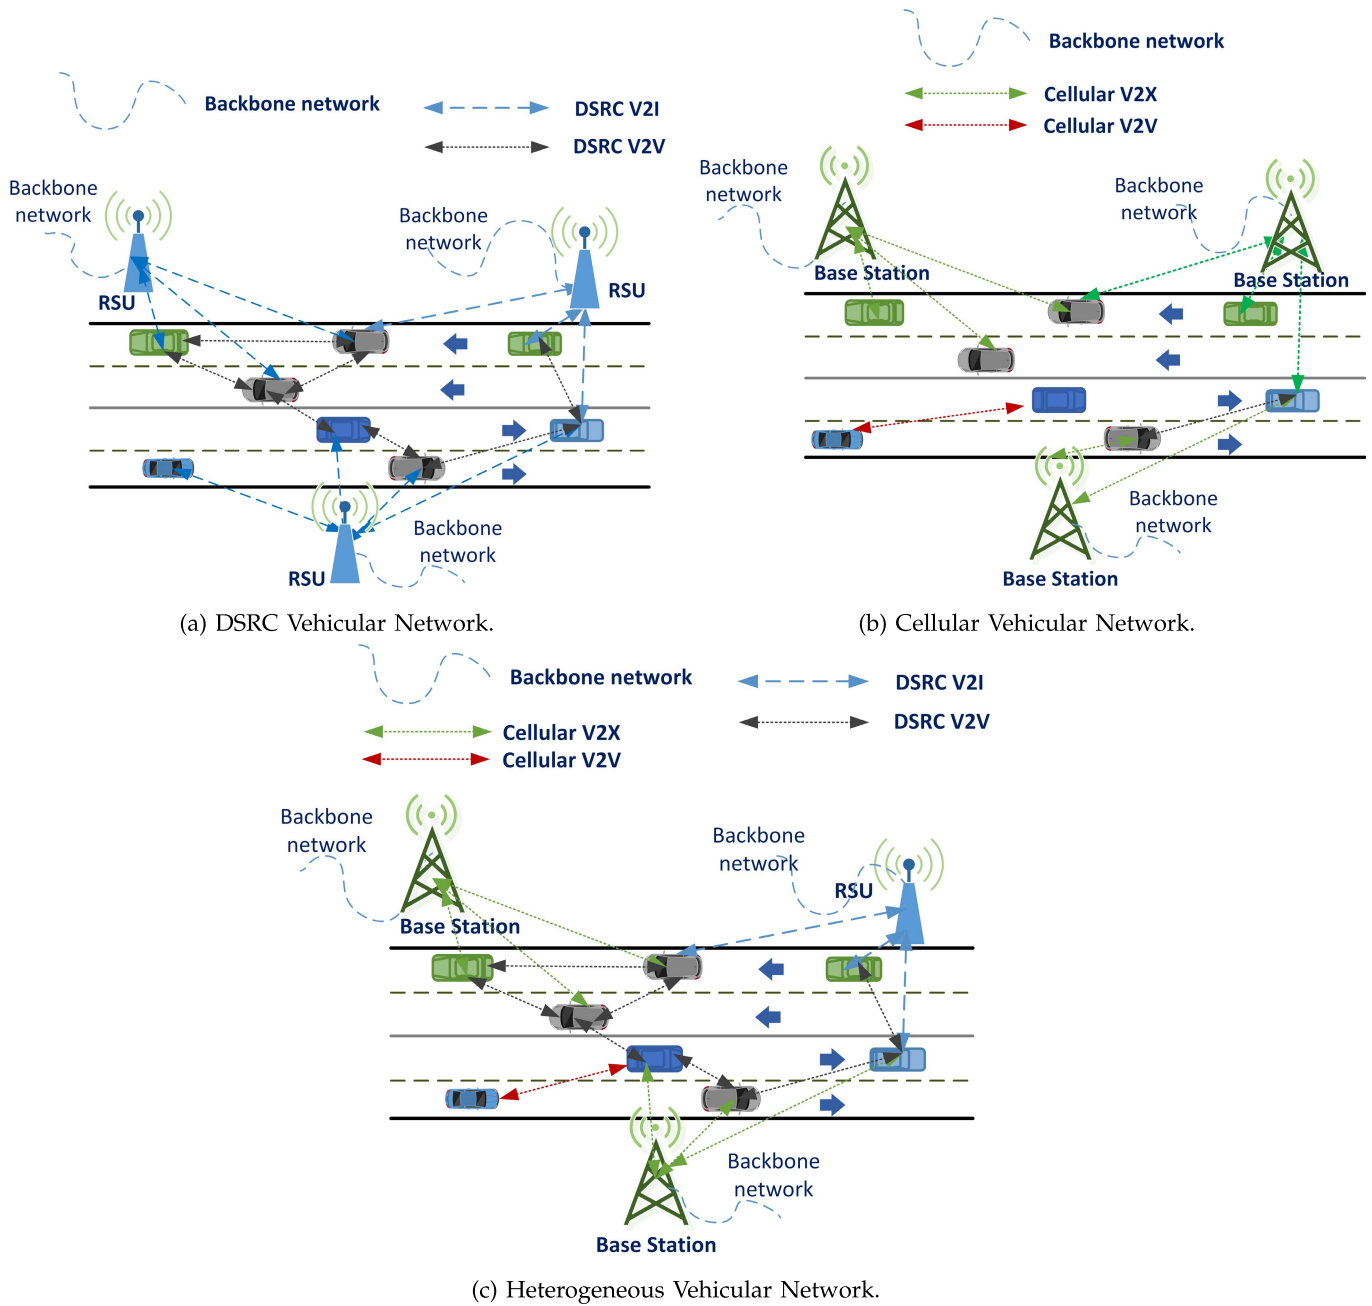 Backbone network
DSRC V2I
DSRC V2V
Backbone
network
Backbone
network
RSU
RSU
Backbone
network
RSU
(a) DSRC Vehicular Network.
Backbone network
Cellular V2X
Cellular V2V
Backbone
network
Backbone
network
Base Station
Base Station
Backbone
network
Base Station
(b) Cellular Vehicular Network.
Backbone network
DSRC V2I
Cellular V2X
DSRC V2V
Cellular V2V
Backbone
network
Backbone
network
RSU
Base Station
Backbone
network
Base Station
(c) Heterogeneous Vehicular Network.